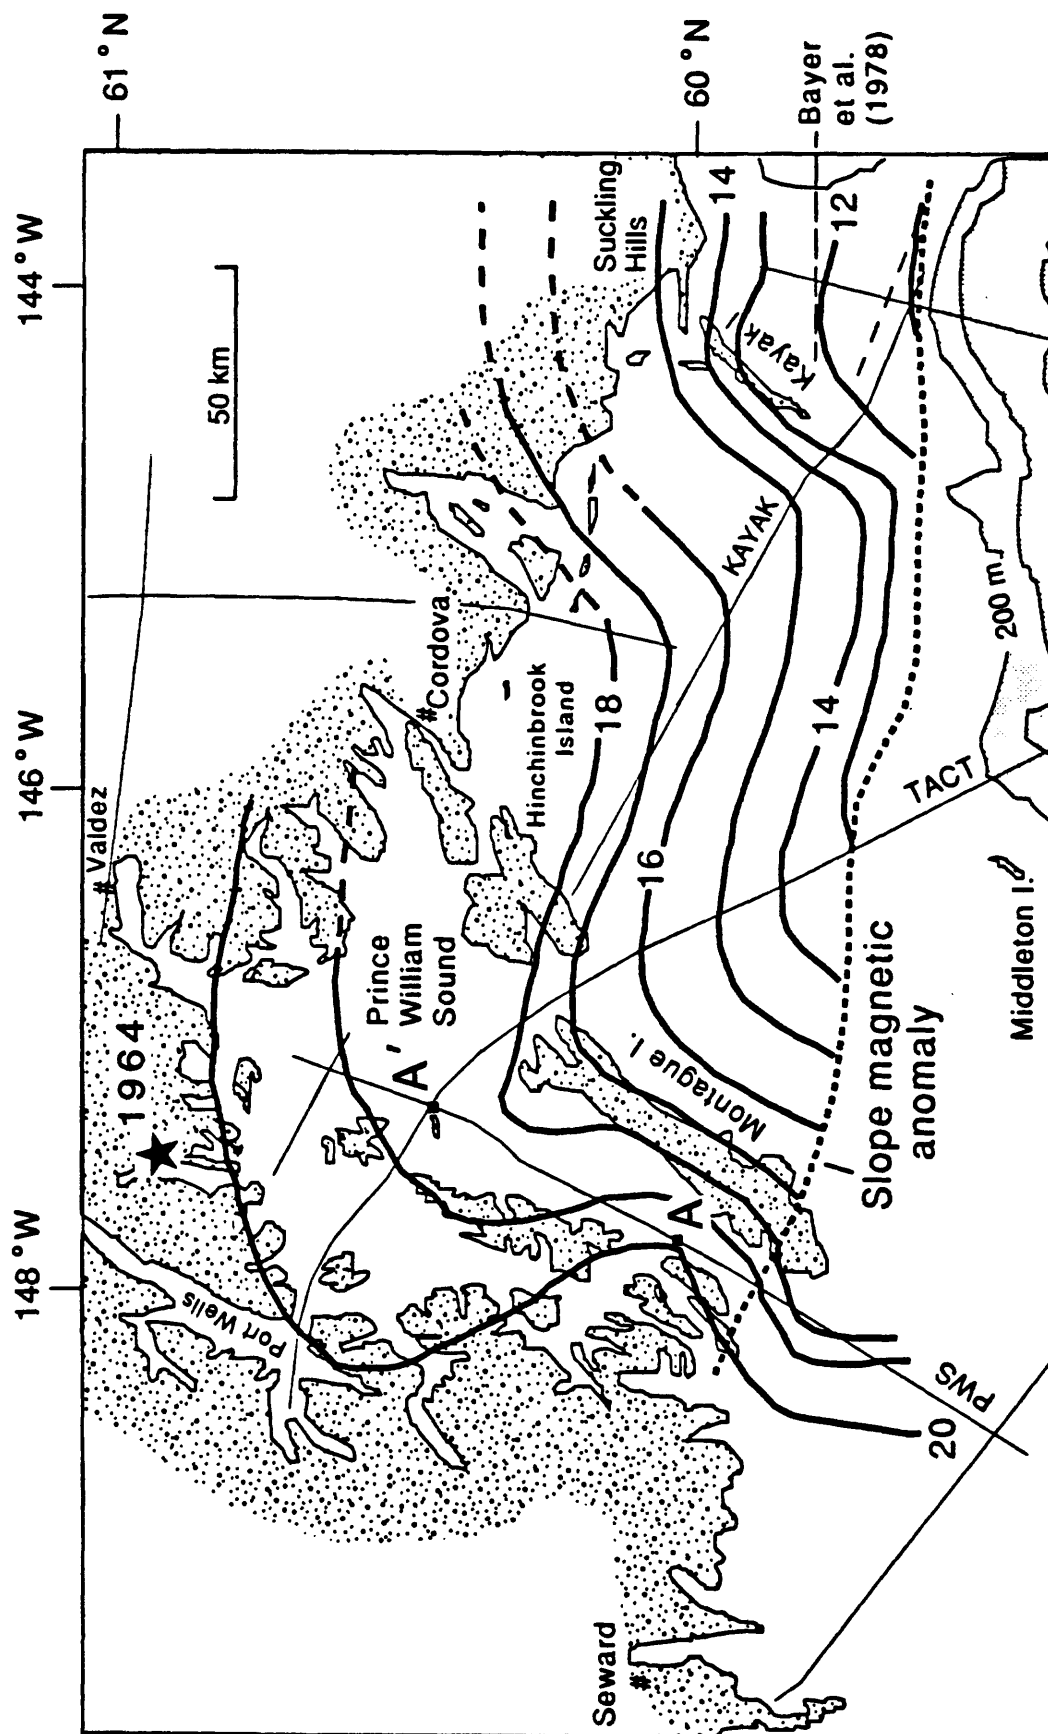 148°W
146°W
144°W
61°N
60°N
Bayer
et al.
(1978)
1964
# Valdez
50 km
Port Wells
Prince
William
Sound
A'
#Cordova
Hinchinbrook
Island
Suckling
Hills
Kayak
KAYAK
18
16
14
14
12
Montague I.
A
Seward
#
PWS
20
Slope magnetic
anomaly
TACT
200 m
Middleton I.